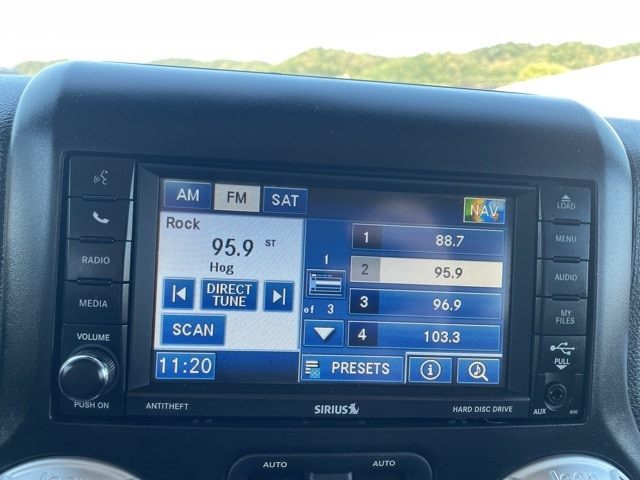 AM FM SAT NAV
Rock
95.9 ST
Hog
DIRECT
TUNE
SCAN
11:20
1
of 3
1 88.7
2 95.9
3 96.9
4 103.3
PRESETS
i
RADIO
MEDIA
VOLUME
PUSH ON
LOAD
MENU
AUDIO
MY
FILES
PULL
AUX
ANTITHEFT
SIRIUS
HARD DISC DRIVE
AUTO AUTO
Jeep Jeep